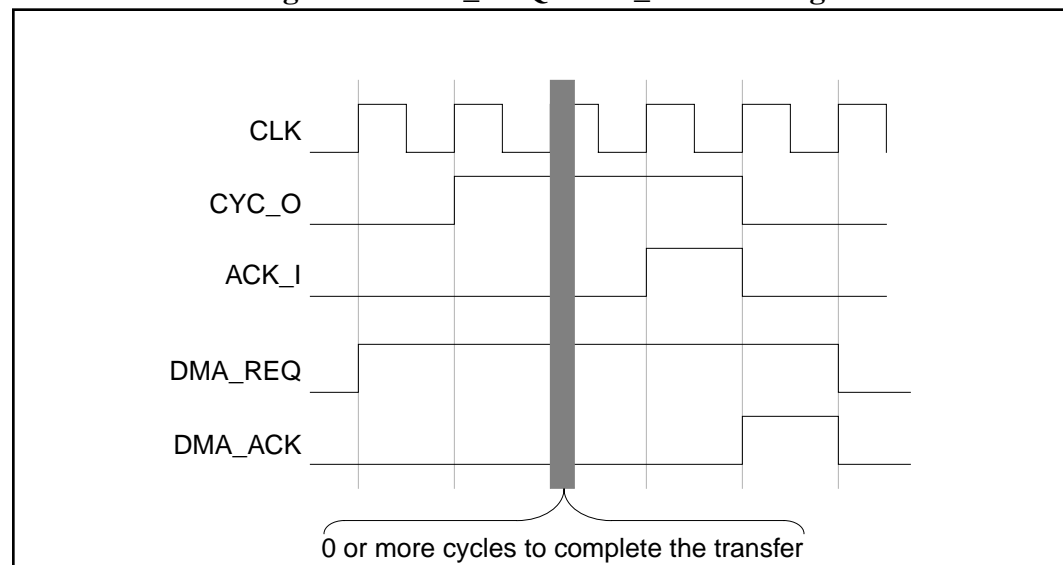 CLK
CYC_O
ACK_I
DMA_REQ
DMA_ACK
0 or more cycles to complete the transfer